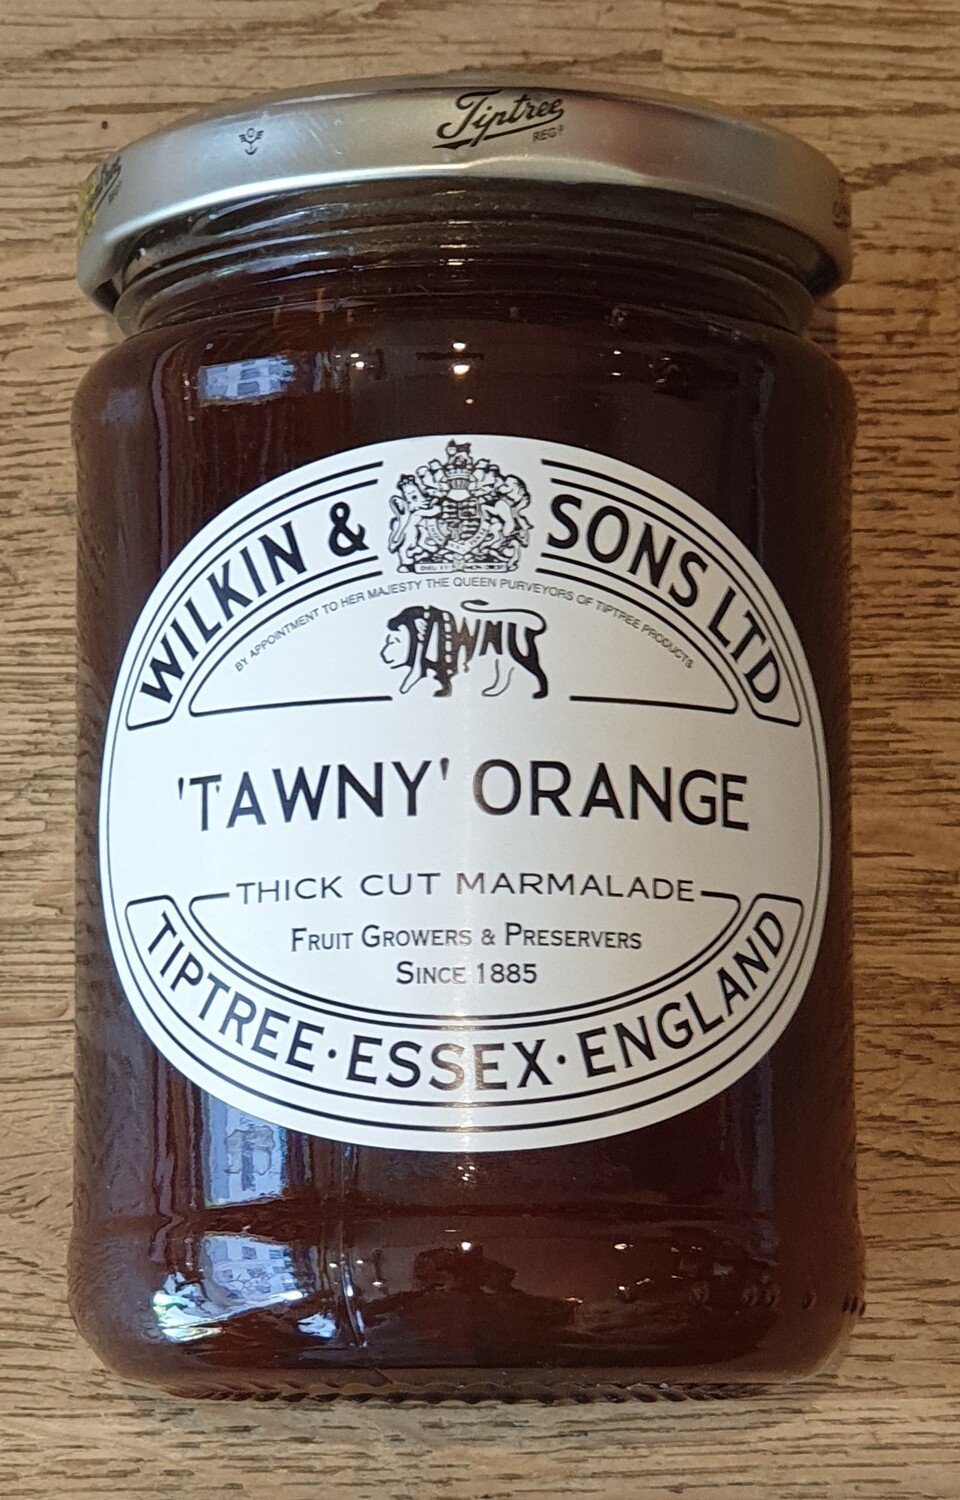 Tiptree
REGD
WILKIN & SONS LTD
BY APPOINTMENT TO HER MAJESTY THE QUEEN PURVEYORS OF TIPTREE PRODUCTS
TAWNY
'TAWNY' ORANGE
THICK CUT MARMALADE
FRUIT GROWERS & PRESERVERS
SINCE 1885
TIPTREE·ESSEX·ENGLAND